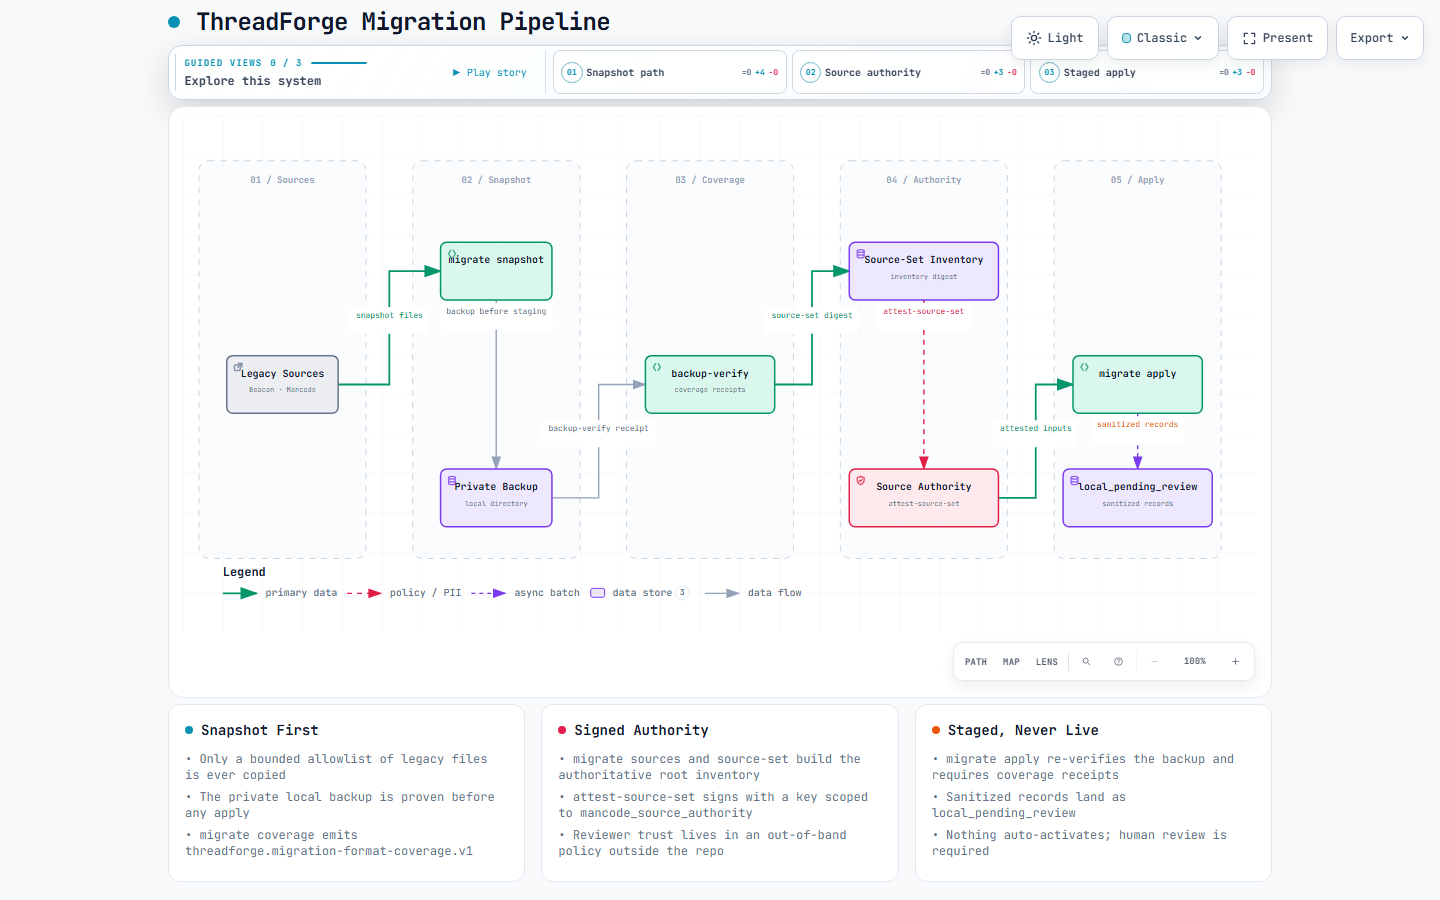 ThreadForge Migration Pipeline
Light
Classic
Present
Export
GUIDED VIEWS 0 / 3
Explore this system
▶ Play story
01 Snapshot path =0 +4 -0
02 Source authority =0 +3 -0
03 Staged apply =0 +3 -0
01 / Sources
02 / Snapshot
03 / Coverage
04 / Authority
05 / Apply
migrate snapshot
Source-Set Inventory
inventory digest
snapshot files
backup before staging
source-set digest
attest-source-set
Legacy Sources
Beacon · Mancode
backup-verify
coverage receipts
migrate apply
backup-verify receipt
attested inputs
sanitized records
Private Backup
local directory
Source Authority
attest-source-set
local_pending_review
sanitized records
Legend
primary data
policy / PII
async batch
data store 3
data flow
PATH
MAP
LENS
−
100%
+
Snapshot First
• Only a bounded allowlist of legacy files
is ever copied
• The private local backup is proven before
any apply
• migrate coverage emits
threadforge.migration-format-coverage.v1
Signed Authority
• migrate sources and source-set build the
authoritative root inventory
• attest-source-set signs with a key scoped
to mancode_source_authority
• Reviewer trust lives in an out-of-band
policy outside the repo
Staged, Never Live
• migrate apply re-verifies the backup and
requires coverage receipts
• Sanitized records land as
local_pending_review
• Nothing auto-activates; human review is
required